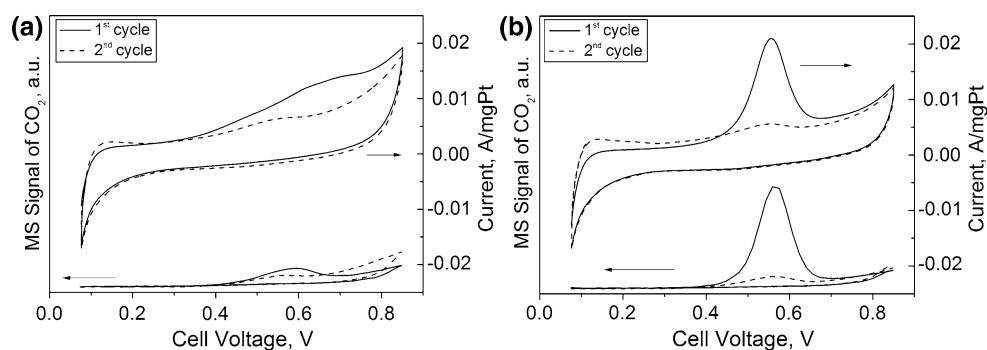 (a)
1st cycle
2nd cycle
MS Signal of CO2, a.u.
0.02
0.01
0.00
-0.01
-0.02
Current, A/mgPt
0.0 0.2 0.4 0.6 0.8
Cell Voltage, V
(b)
1st cycle
2nd cycle
MS Signal of CO2, a.u.
0.02
0.01
0.00
-0.01
-0.02
Current, A/mgPt
0.0 0.2 0.4 0.6 0.8
Cell Voltage, V